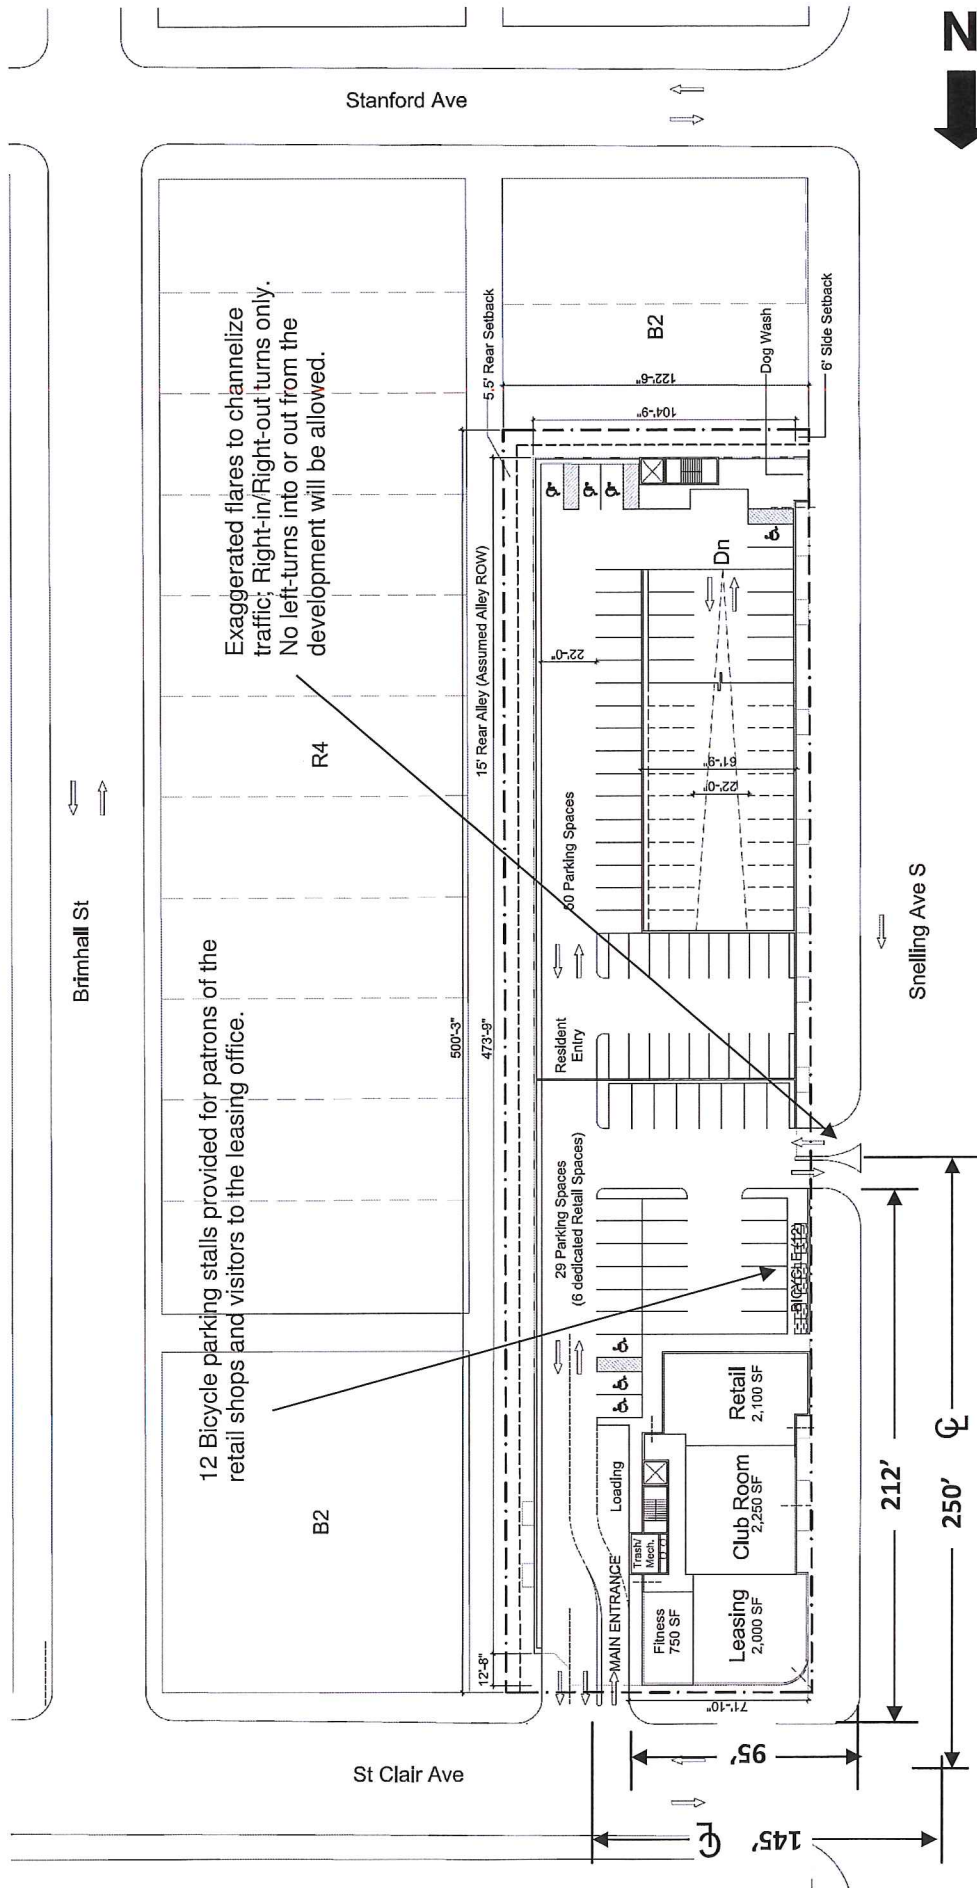 N
Stanford Ave
Brimhall St
Exaggerated flares to channelize
traffic; Right-in/Right-out turns only.
No left-turns into or out from the
development will be allowed.
12 Bicycle parking stalls provided for patrons of the
retail shops and visitors to the leasing office.
R4
B2
B2
5.5' Rear Setback
122'-6"
104'-9"
Dog Wash
6' Side Setback
15' Rear Alley (Assumed Alley ROW)
500'-3"
473'-9"
22'-0"
Dn
61'-9"
22'-0"
50 Parking Spaces
Resident
Entry
29 Parking Spaces
(6 dedicated Retail Spaces)
BICYCLE (12)
Snelling Ave S
Loading
MAIN ENTRANCE
Trash/
Mech.
Retail
2,100 SF
Club Room
2,250 SF
Fitness
750 SF
Leasing
2,000 SF
12'-8"
71'-10"
St Clair Ave
95'
145' CL
212'
250' CL